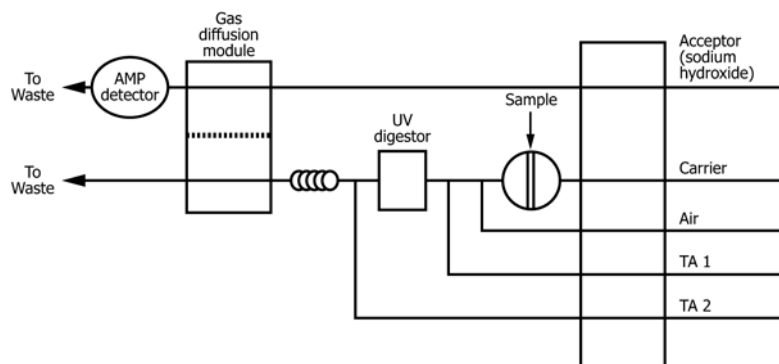 Gas
diffusion
module
Acceptor
(sodium
hydroxide)
To
Waste
AMP
detector
Sample
UV
digestor
To
Waste
Carrier
Air
TA 1
TA 2